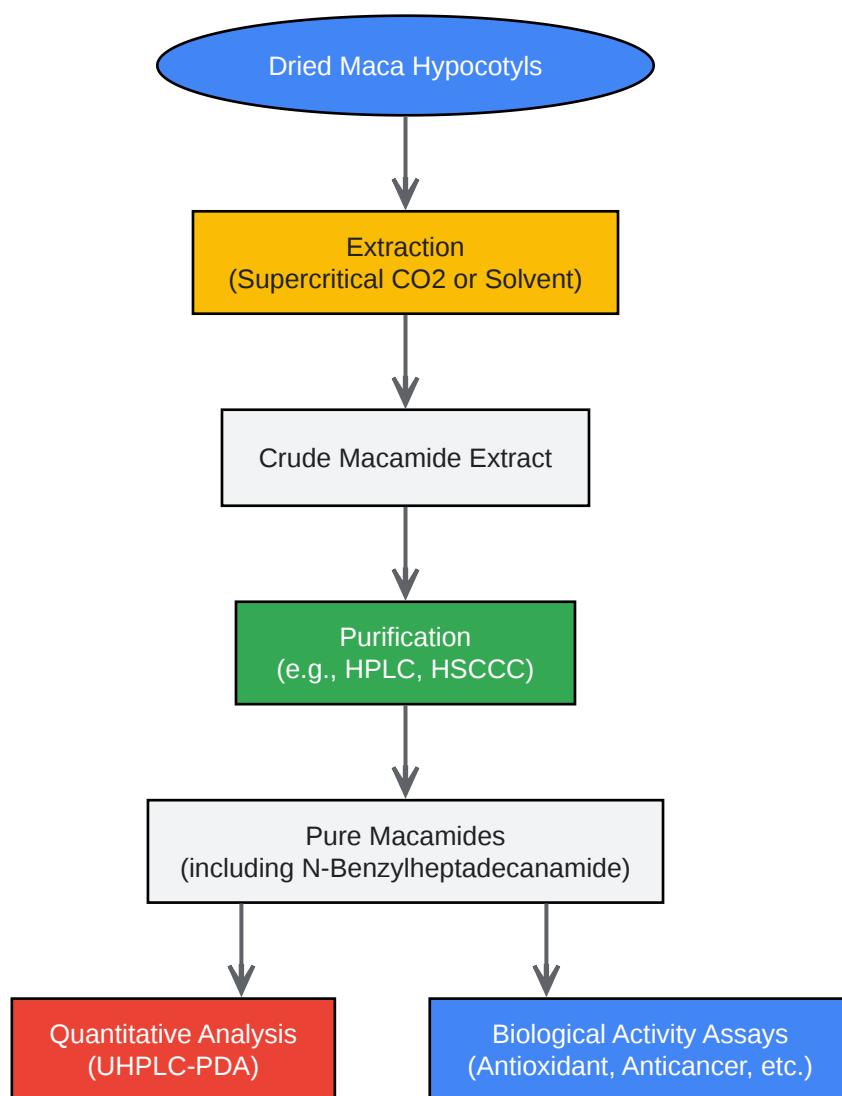 Dried Maca Hypocotyls
Extraction
(Supercritical CO2 or Solvent)
Crude Macamide Extract
Purification
(e.g., HPLC, HSCCC)
Pure Macamides
(including N-Benzylheptadecanamide)
Quantitative Analysis
(UHPLC-PDA)
Biological Activity Assays
(Antioxidant, Anticancer, etc.)